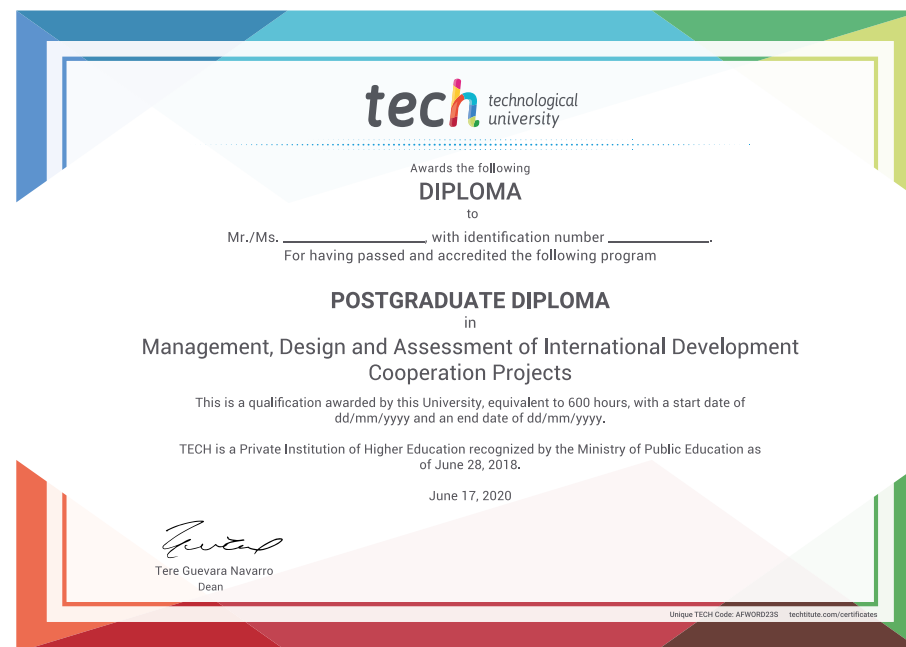 tech technological
university
Awards the following
DIPLOMA
to
Mr./Ms. ____________________, with identification number ______________.
For having passed and accredited the following program
POSTGRADUATE DIPLOMA
in
Management, Design and Assessment of International Development
Cooperation Projects
This is a qualification awarded by this University, equivalent to 600 hours, with a start date of
dd/mm/yyyy and an end date of dd/mm/yyyy.
TECH is a Private Institution of Higher Education recognized by the Ministry of Public Education as
of June 28, 2018.
June 17, 2020
Tere Guevara Navarro
Dean
Unique TECH Code: AFWORD23S techtitute.com/certificates